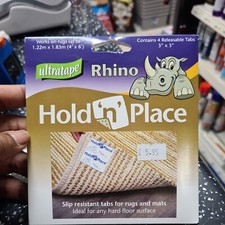 Works on rugs up to
1.22m x 1.83m (4' x 6')
Contains 4 Releasable Tabs
3" x 3"
ultratape
Rhino
Hold 'n' Place
Slip resistant tabs for rugs and mats
Ideal for any hard floor surface